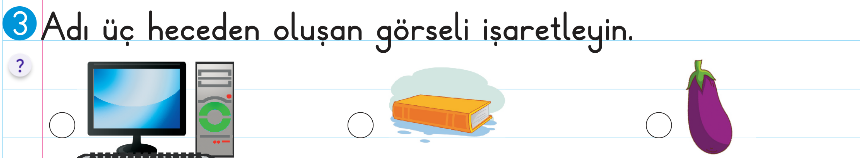 3 Adı üç heceden oluşan görseli işaretleyin.
?